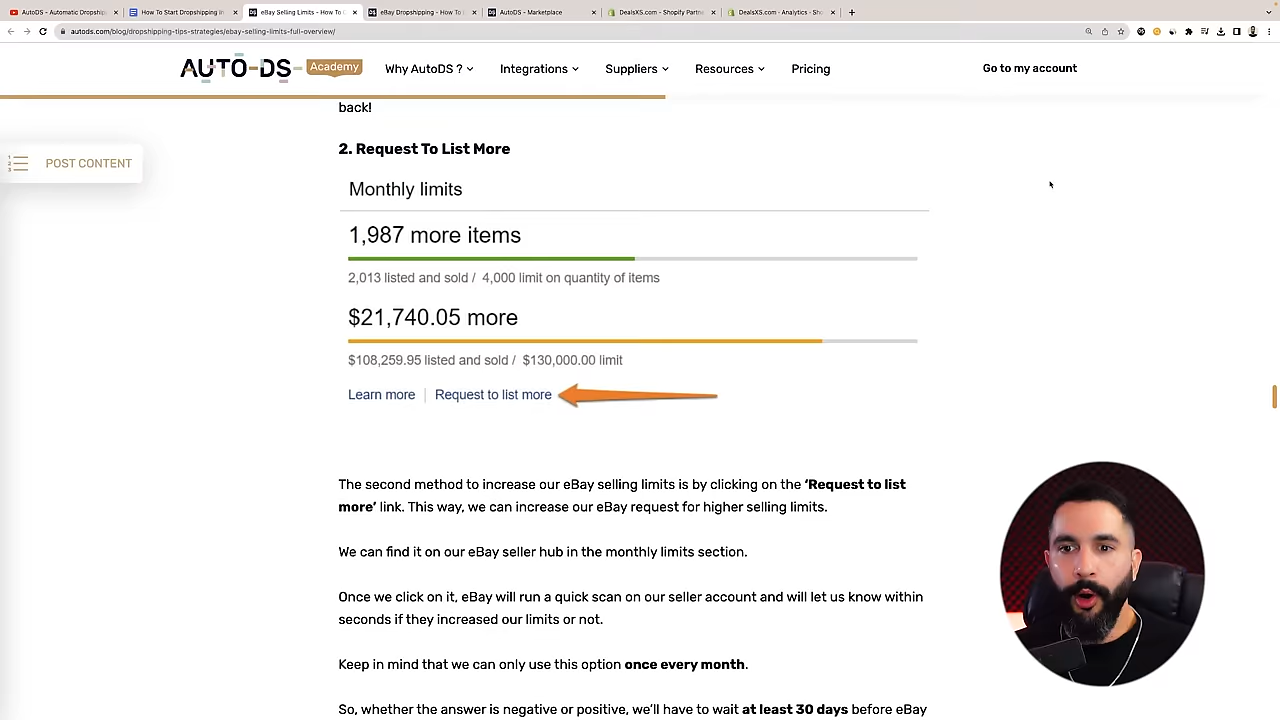 AutoDS - Automatic Dropship
How To Start Dropshipping in
eBay Selling Limits - How To
eBay Dropshipping - How To
AutoDS - Marketplace
DealsXS.com - Shopify Partn
DealsXS.com - Analytics - Sho
autods.com/blog/dropshipping-tips-strategies/ebay-selling-limits-full-overview/
AUTO-DS Academy
Why AutoDS ?
Integrations
Suppliers
Resources
Pricing
Go to my account
back!
POST CONTENT
2. Request To List More
Monthly limits
1,987 more items
2,013 listed and sold / 4,000 limit on quantity of items
$21,740.05 more
$108,259.95 listed and sold / $130,000.00 limit
Learn more | Request to list more
The second method to increase our eBay selling limits is by clicking on the ‘Request to list
more’ link. This way, we can increase our eBay request for higher selling limits.
We can find it on our eBay seller hub in the monthly limits section.
Once we click on it, eBay will run a quick scan on our seller account and will let us know within
seconds if they increased our limits or not.
Keep in mind that we can only use this option once every month.
So, whether the answer is negative or positive, we’ll have to wait at least 30 days before eBay